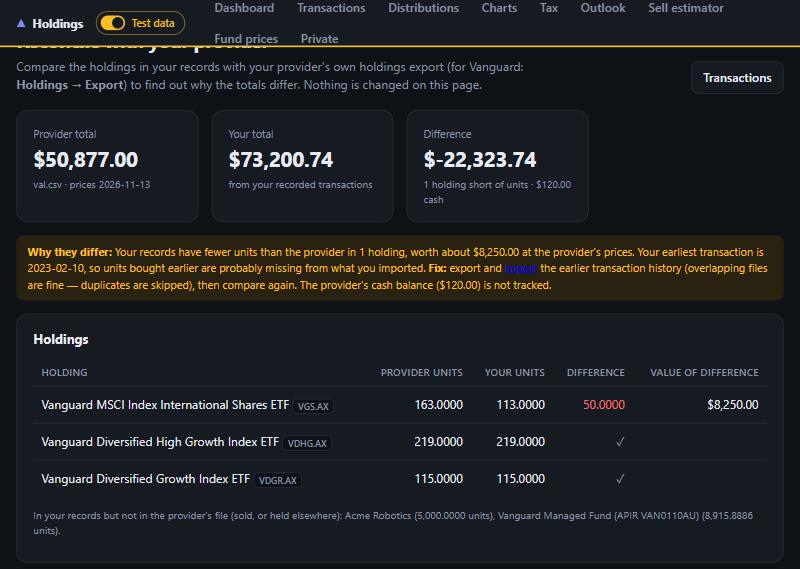 ▲ Holdings Test data Dashboard Transactions Distributions Charts Tax Outlook Sell estimator
Fund prices Private
Reconcile with your provider
Compare the holdings in your records with your provider's own holdings export (for Vanguard:
Holdings → Export) to find out why the totals differ. Nothing is changed on this page.
Transactions
Provider total
$50,877.00
val.csv · prices 2026-11-13
Your total
$73,200.74
from your recorded transactions
Difference
$-22,323.74
1 holding short of units · $120.00
cash
Why they differ: Your records have fewer units than the provider in 1 holding, worth about $8,250.00 at the provider's prices. Your earliest transaction is
2023-02-10, so units bought earlier are probably missing from what you imported. Fix: export and import the earlier transaction history (overlapping files
are fine — duplicates are skipped), then compare again. The provider's cash balance ($120.00) is not tracked.
Holdings
HOLDING PROVIDER UNITS YOUR UNITS DIFFERENCE VALUE OF DIFFERENCE
Vanguard MSCI Index International Shares ETF VGS.AX 163.0000 113.0000 50.0000 $8,250.00
Vanguard Diversified High Growth Index ETF VDHG.AX 219.0000 219.0000 ✓
Vanguard Diversified Growth Index ETF VDGR.AX 115.0000 115.0000 ✓
In your records but not in the provider's file (sold, or held elsewhere): Acme Robotics (5,000.0000 units), Vanguard Managed Fund (APIR VAN0110AU) (8,915.8886
units).